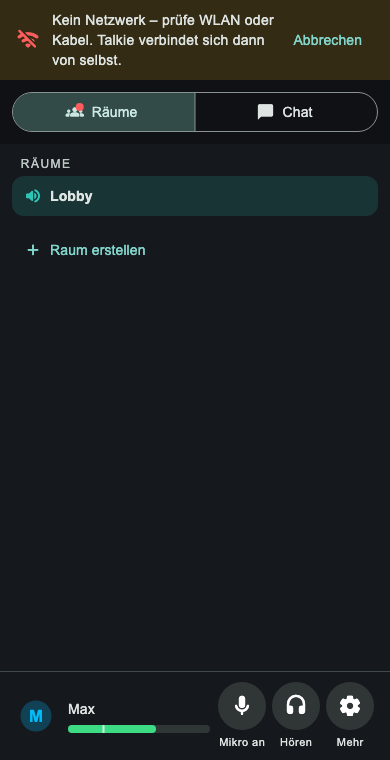 Kein Netzwerk – prüfe WLAN oder
Kabel. Talkie verbindet sich dann
von selbst.
Abbrechen
Räume
Chat
RÄUME
Lobby
Raum erstellen
M
Max
Mikro an
Hören
Mehr